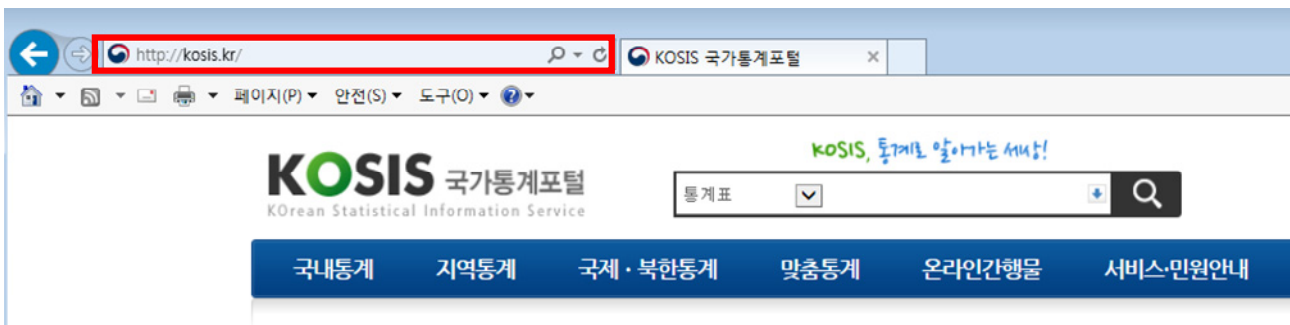 http://kosis.kr/
KOSIS 국가통계포털
페이지(P) 안전(S) 도구(O)
KOSIS, 통계로 알아가는 세상!
KOSIS 국가통계포털
KOrean Statistical Information Service
통계표
국내통계 지역통계 국제·북한통계 맞춤통계 온라인간행물 서비스·민원안내